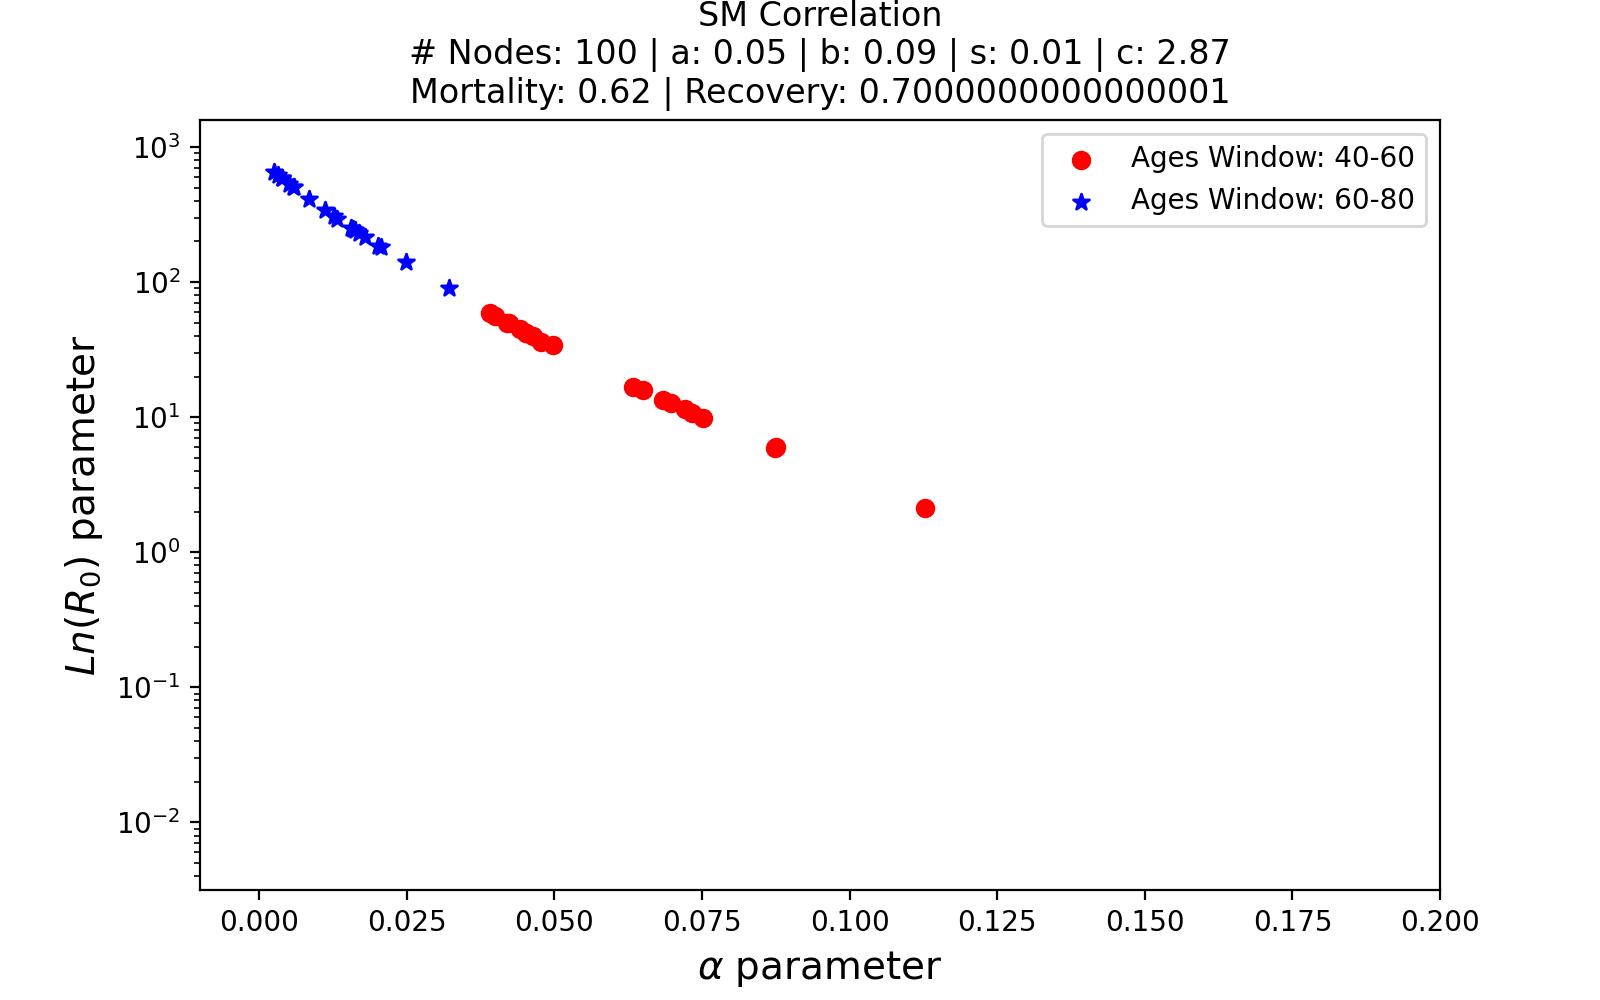 SM Correlation
# Nodes: 100 | a: 0.05 | b: 0.09 | s: 0.01 | c: 2.87
Mortality: 0.62 | Recovery: 0.7000000000000001
Ages Window: 40-60
Ages Window: 60-80
Ln(R₀) parameter
10³
10²
10¹
10⁰
10⁻¹
10⁻²
0.000 0.025 0.050 0.075 0.100 0.125 0.150 0.175 0.200
α parameter